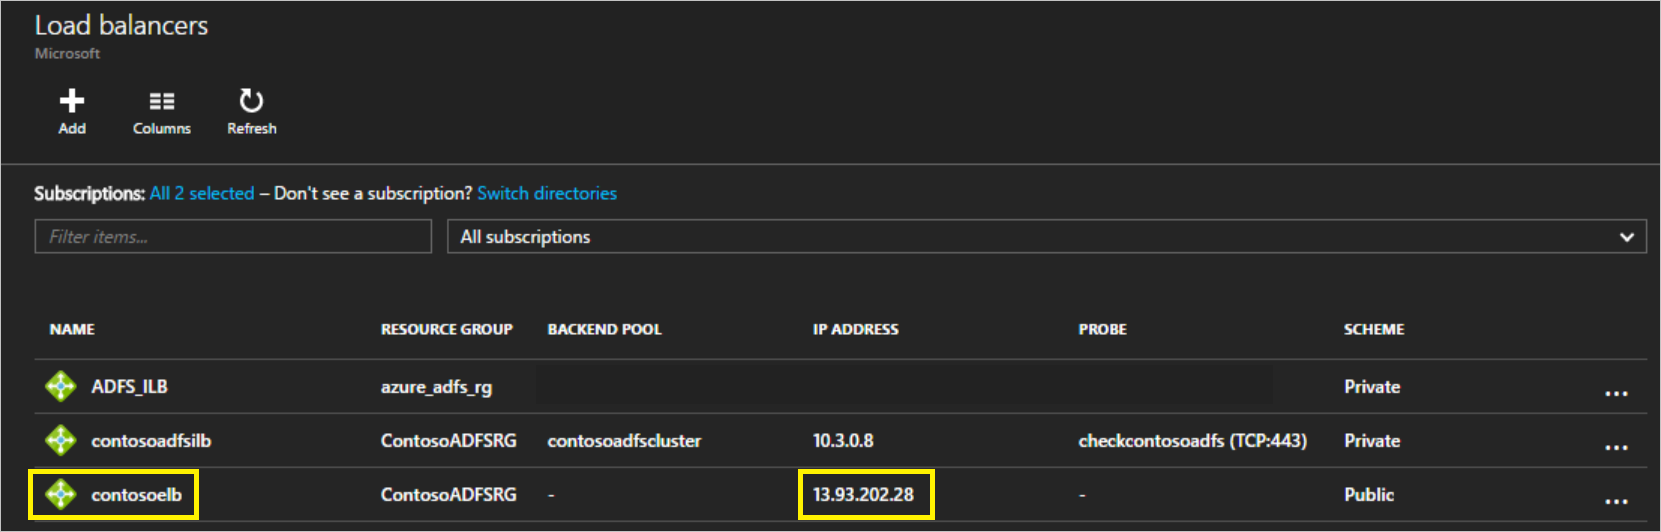 Load balancers
Microsoft
Add Columns Refresh
Subscriptions: All 2 selected – Don't see a subscription? Switch directories
Filter items... All subscriptions
NAME RESOURCE GROUP BACKEND POOL IP ADDRESS PROBE SCHEME
ADFS_ILB azure_adfs_rg Private ...
contosoadfsilb ContosoADFSRG contosoadfscluster 10.3.0.8 checkcontosoadfs (TCP:443) Private ...
contosoelb ContosoADFSRG - 13.93.202.28 - Public ...